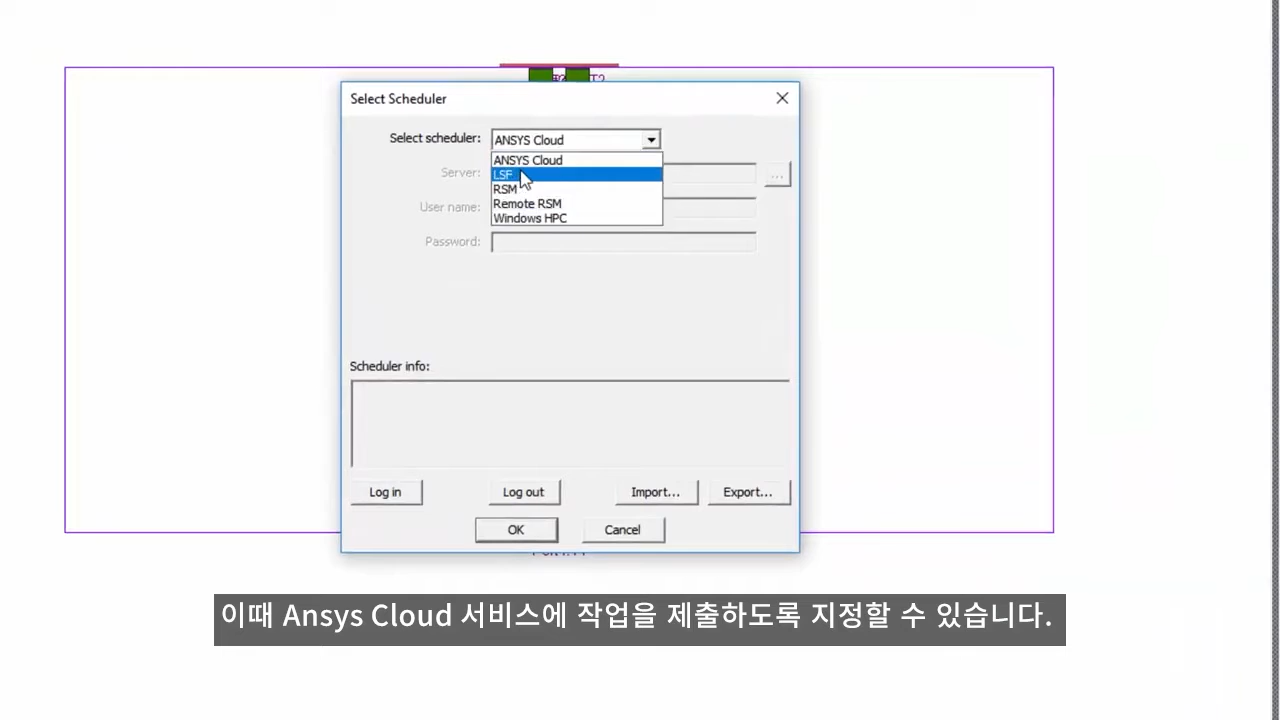 Select Scheduler
Select scheduler: ANSYS Cloud
ANSYS Cloud
LSF
RSM
Remote RSM
Windows HPC
Server:
...
User name:
Password:
Scheduler info:
Log in
Log out
Import...
Export...
OK
Cancel
이때 Ansys Cloud 서비스에 작업을 제출하도록 지정할 수 있습니다.